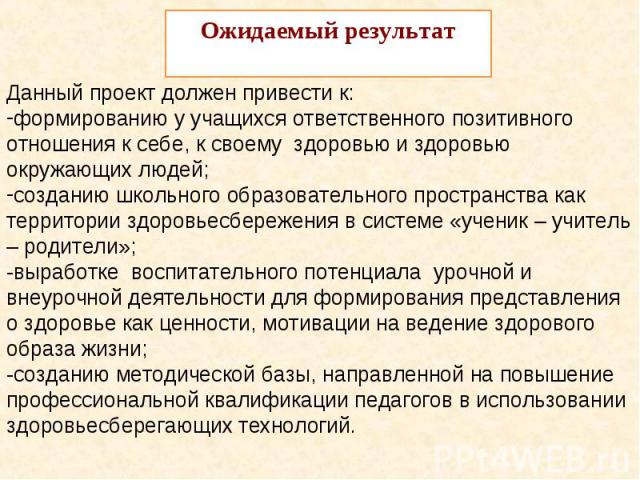 Ожидаемый результат
Данный проект должен привести к:
-формированию у учащихся ответственного позитивного
отношения к себе, к своему  здоровью и здоровью
окружающих людей;
-созданию школьного образовательного пространства как
территории здоровьесбережения в системе «ученик – учитель
– родители»;
-выработке  воспитательного потенциала  урочной и
внеурочной деятельности для формирования представления
о здоровье как ценности, мотивации на ведение здорового
образа жизни;
-созданию методической базы, направленной на повышение
профессиональной квалификации педагогов в использовании
здоровьесберегающих технологий.
PPt4WEB.ru